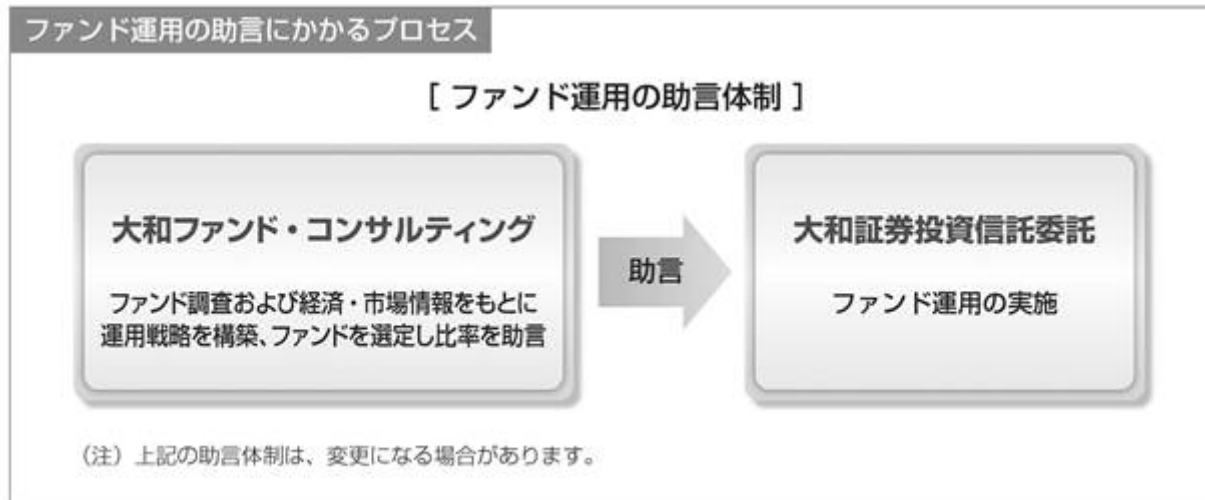 ファンド運用の助言にかかるプロセス
[ ファンド運用の助言体制 ]
大和ファンド・コンサルティング
ファンド調査および経済・市場情報をもとに
運用戦略を構築、ファンドを選定し比率を助言
助言
大和証券投資信託委託
ファンド運用の実施
(注)上記の助言体制は、変更になる場合があります。